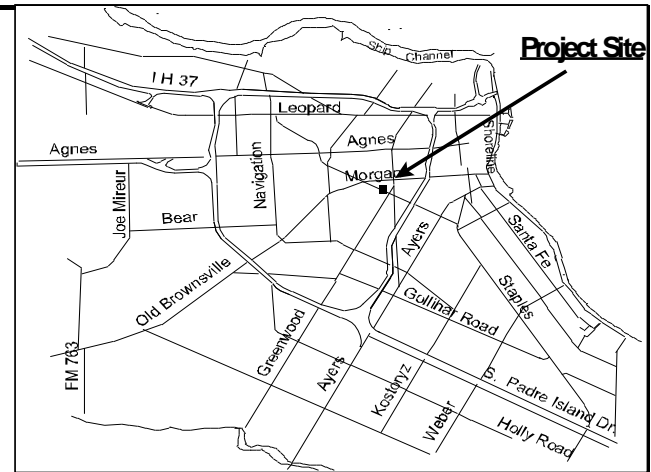 Project Site
Ship Channel
I H 37
Leopard
Shoreline
Agnes
Agnes
Morgan
Navigation
Joe Mireur
Bear
Ayers
Santa Fe
Old Brownsville
Staples
Gollihar Road
Greenwood
FM 763
Ayers
Kostoryz
Weber
S. Padre Island Dr.
Holly Road